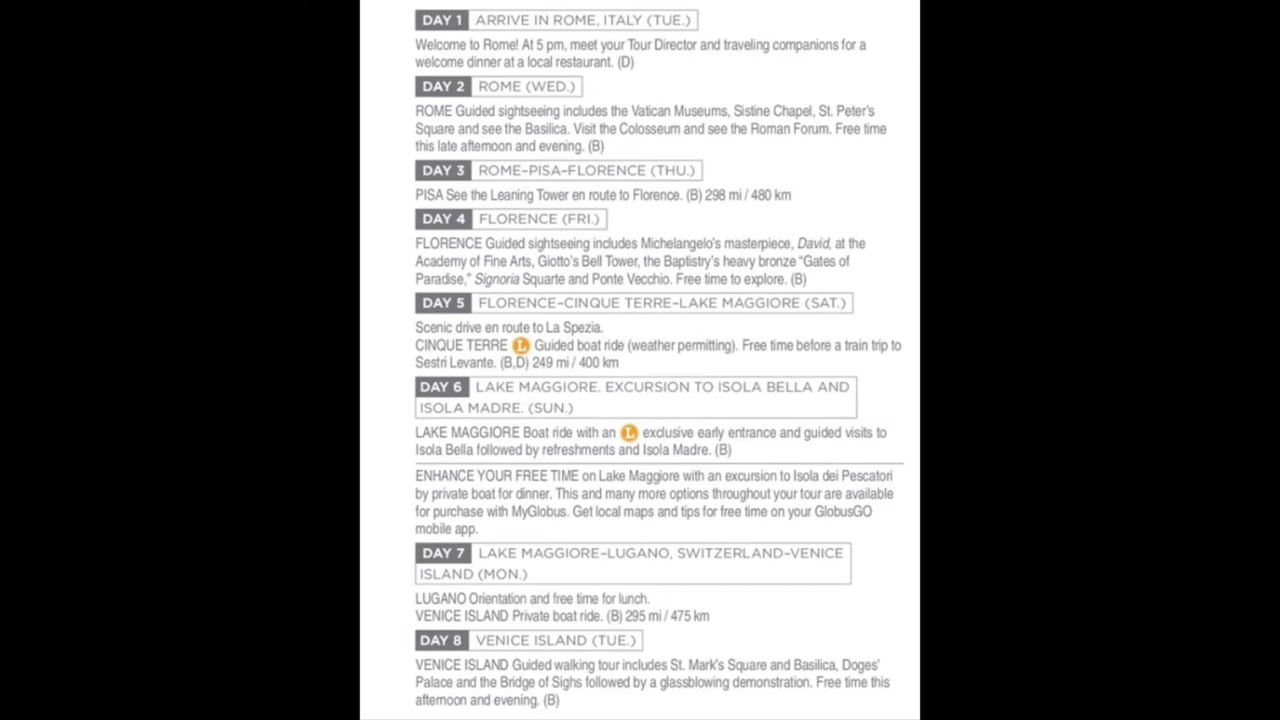 DAY 1 ARRIVE IN ROME, ITALY (TUE.)
Welcome to Rome! At 5 pm, meet your Tour Director and traveling companions for a
welcome dinner at a local restaurant. (D)
DAY 2 ROME (WED.)
ROME Guided sightseeing includes the Vatican Museums, Sistine Chapel, St. Peter's
Square and see the Basilica. Visit the Colosseum and see the Roman Forum. Free time
this late afternoon and evening. (B)
DAY 3 ROME–PISA–FLORENCE (THU.)
PISA See the Leaning Tower en route to Florence. (B) 298 mi / 480 km
DAY 4 FLORENCE (FRI.)
FLORENCE Guided sightseeing includes Michelangelo's masterpiece, David, at the
Academy of Fine Arts, Giotto's Bell Tower, the Baptistry's heavy bronze “Gates of
Paradise,” Signoria Squarte and Ponte Vecchio. Free time to explore. (B)
DAY 5 FLORENCE–CINQUE TERRE–LAKE MAGGIORE (SAT.)
Scenic drive en route to La Spezia.
CINQUE TERRE L Guided boat ride (weather permitting). Free time before a train trip to
Sestri Levante. (B,D) 249 mi / 400 km
DAY 6 LAKE MAGGIORE. EXCURSION TO ISOLA BELLA AND
ISOLA MADRE. (SUN.)
LAKE MAGGIORE Boat ride with an L exclusive early entrance and guided visits to
Isola Bella followed by refreshments and Isola Madre. (B)
ENHANCE YOUR FREE TIME on Lake Maggiore with an excursion to Isola dei Pescatori
by private boat for dinner. This and many more options throughout your tour are available
for purchase with MyGlobus. Get local maps and tips for free time on your GlobusGO
mobile app.
DAY 7 LAKE MAGGIORE–LUGANO, SWITZERLAND–VENICE
ISLAND (MON.)
LUGANO Orientation and free time for lunch.
VENICE ISLAND Private boat ride. (B) 295 mi / 475 km
DAY 8 VENICE ISLAND (TUE.)
VENICE ISLAND Guided walking tour includes St. Mark's Square and Basilica, Doges'
Palace and the Bridge of Sighs followed by a glassblowing demonstration. Free time this
afternoon and evening. (B)